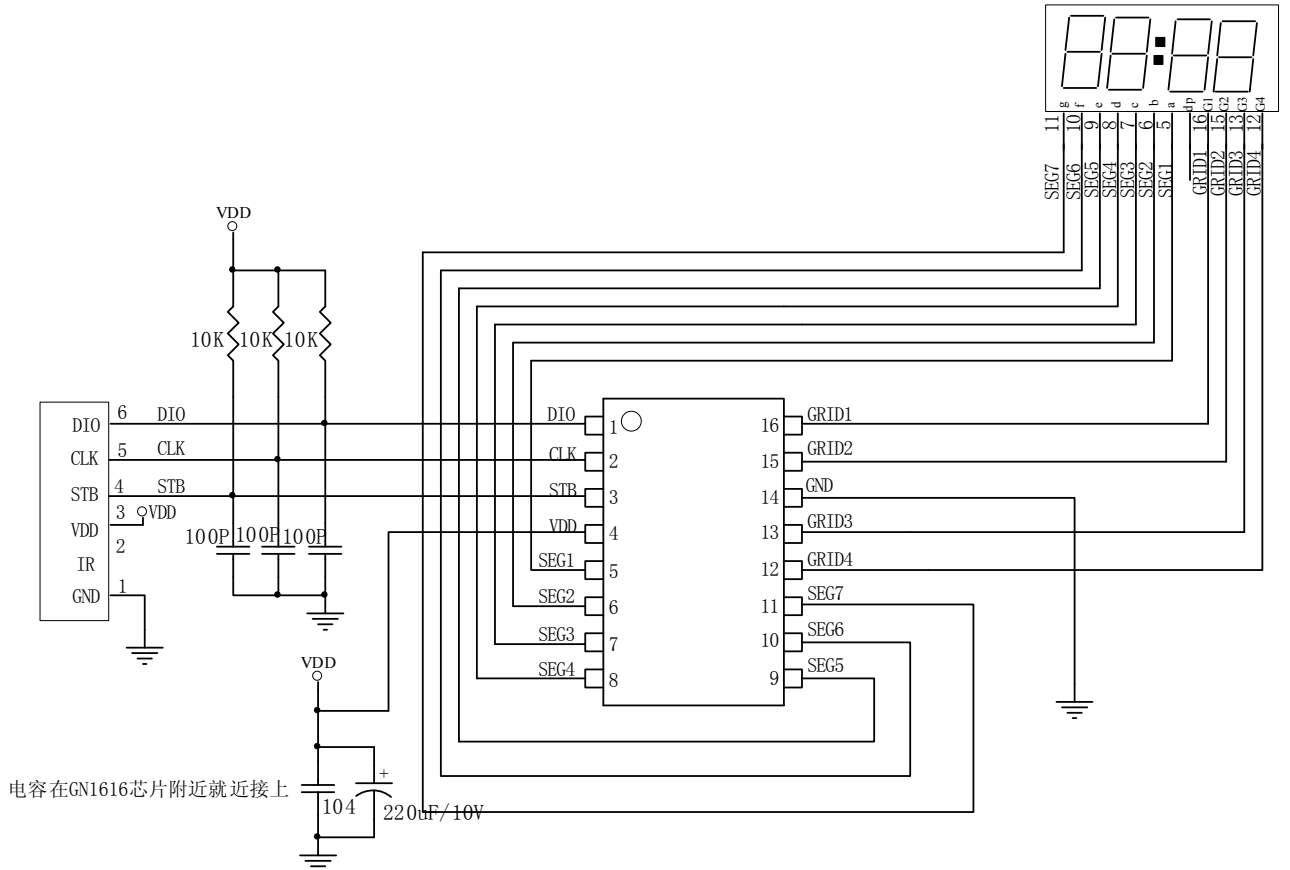 g f e d c b a dp G1 G2 G3 G4
11 10 9 8 7 6 5 16 15 13 12
SEG7 SEG6 SEG5 SEG4 SEG3 SEG2 SEG1 GRID1 GRID2 GRID3 GRID4
VDD
10K 10K 10K
DIO 6 DIO
CLK 5 CLK
STB 4 STB
VDD 3 VDD
IR 2
GND 1
100P 100P 100P
DIO 1
CLK 2
STB 3
VDD 4
SEG1 5
SEG2 6
SEG3 7
SEG4 8
16 GRID1
15 GRID2
14 GND
13 GRID3
12 GRID4
11 SEG7
10 SEG6
9 SEG5
VDD
电容在GN1616芯片附近就近接上
104
+
220uF/10V